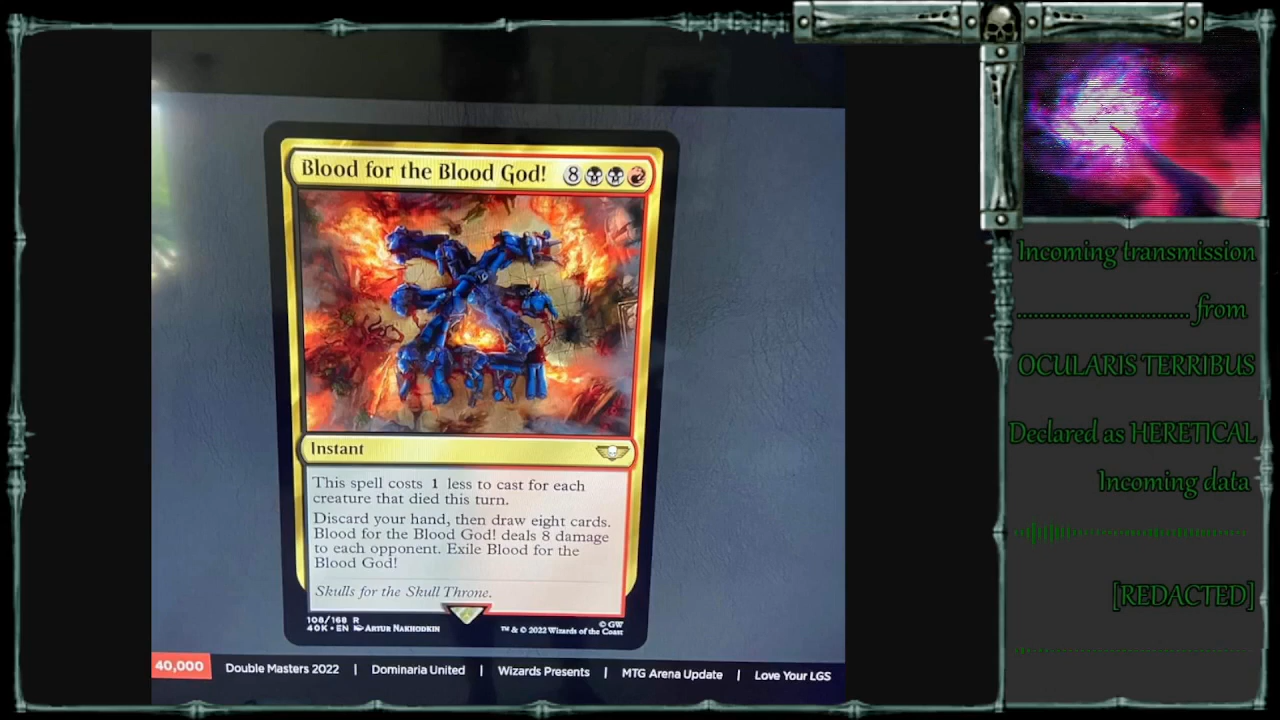 Blood for the Blood God! 8
Instant
This spell costs 1 less to cast for each
creature that died this turn.
Discard your hand, then draw eight cards.
Blood for the Blood God! deals 8 damage
to each opponent. Exile Blood for the
Blood God!
Skulls for the Skull Throne.
108/168 R
40K • EN Artur Nakhodkin
© GW
™ & © 2022 Wizards of the Coast
40,000 Double Masters 2022 | Dominaria United | Wizards Presents | MTG Arena Update | Love Your LGS
Incoming transmission
............................... from
OCULARIS TERRIBUS
Declared as HERETICAL
Incoming data
[REDACTED]